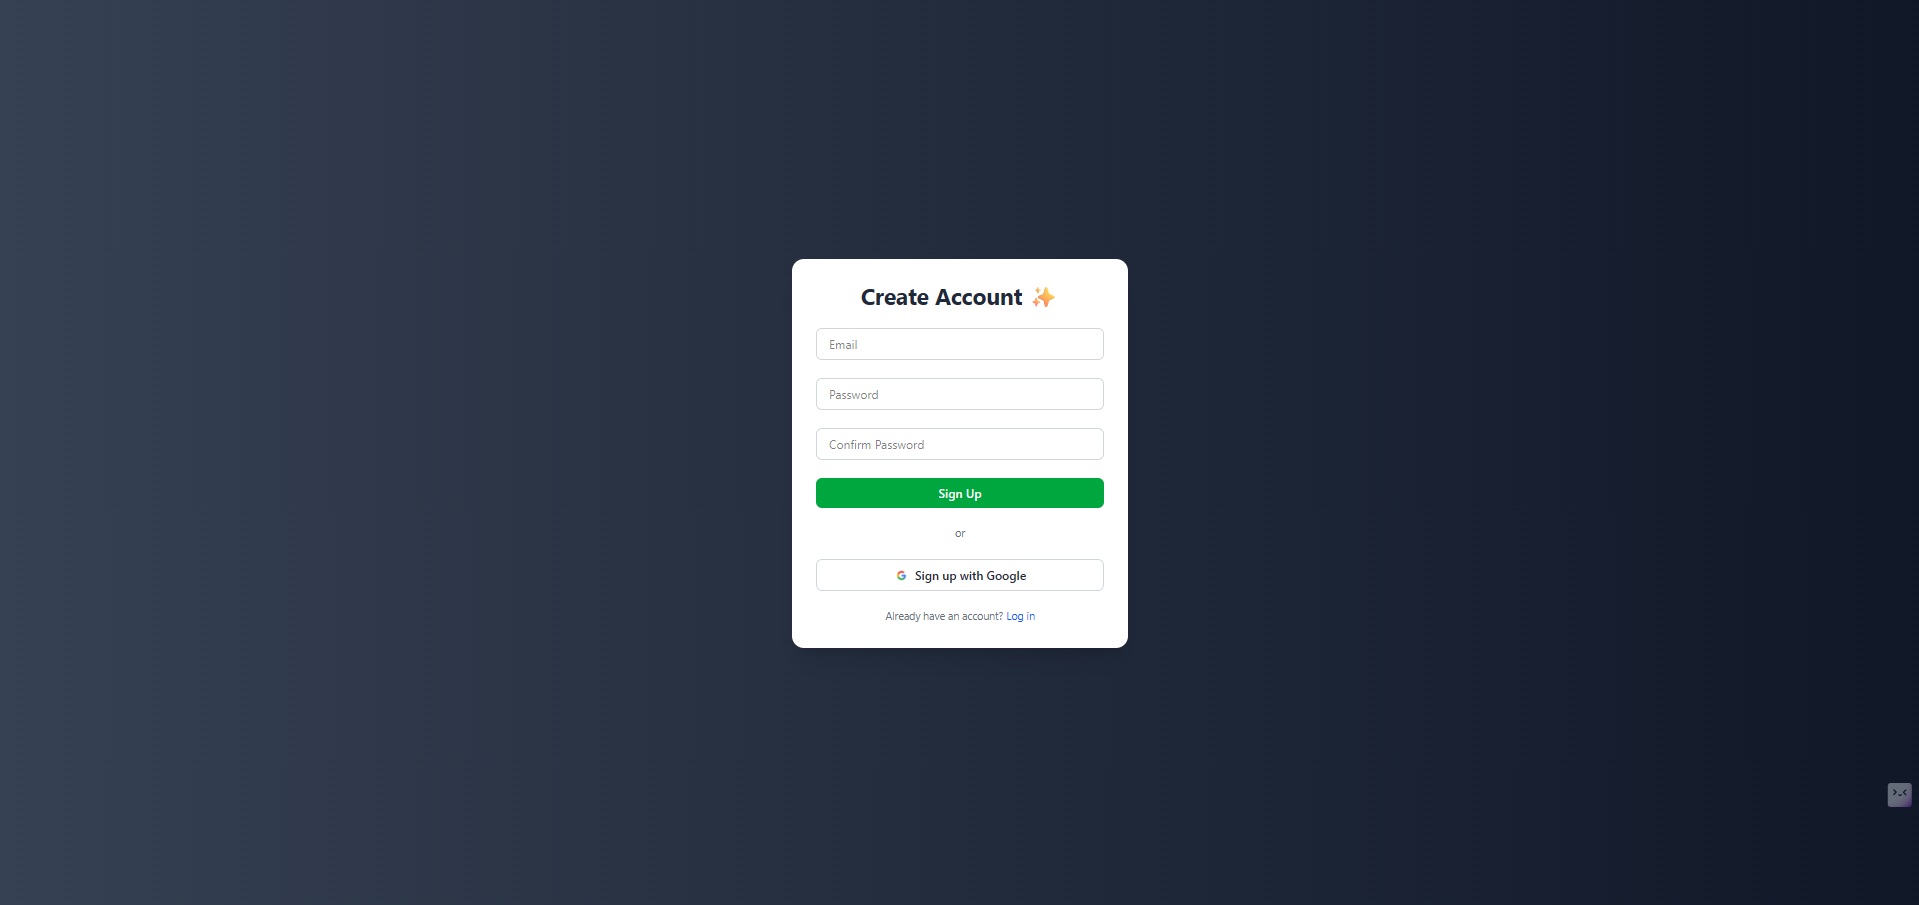 Create Account ✨
Email
Password
Confirm Password
Sign Up
or
Sign up with Google
Already have an account? Log in